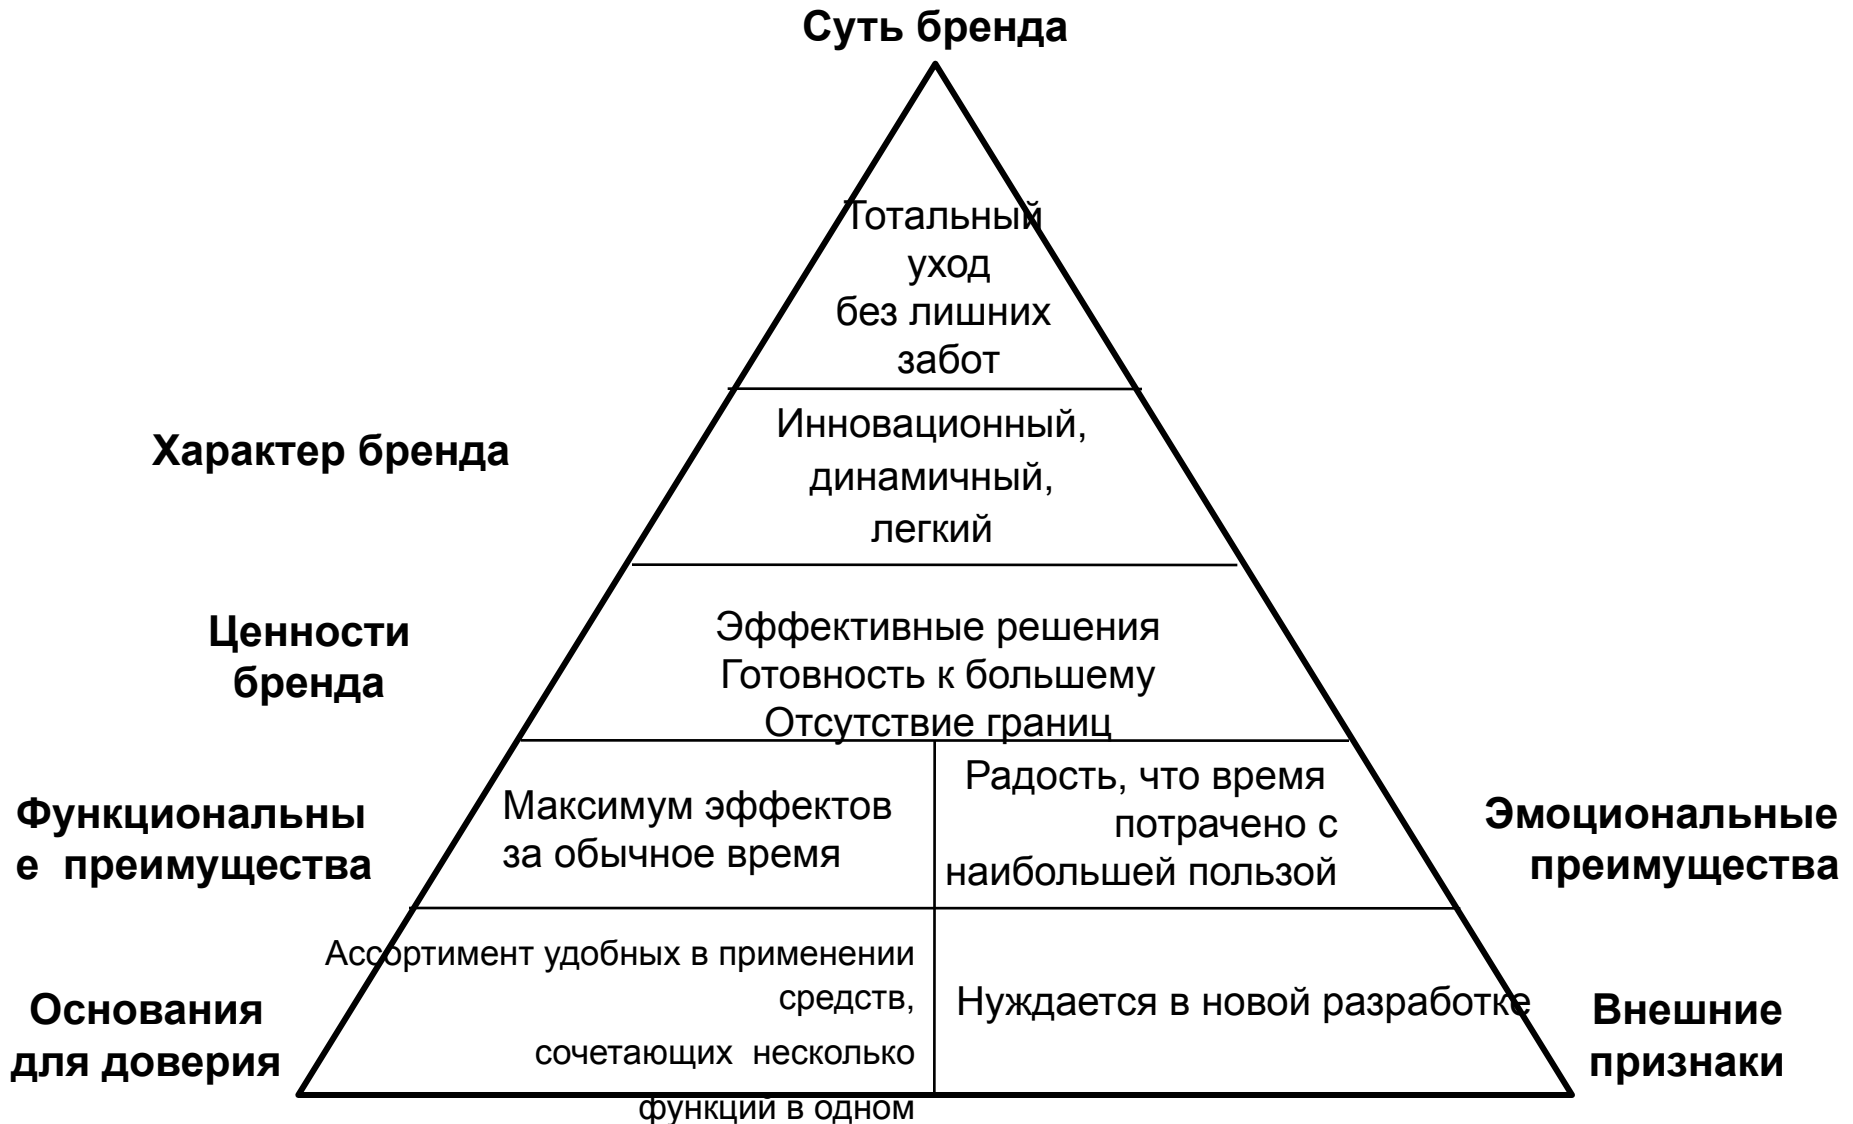 Суть бренда
Тотальный
уход
без лишних
забот
Характер бренда
Инновационный,
динамичный,
легкий
Ценности
бренда
Эффективные решения
Готовность к большему
Отсутствие границ
Функциональны
е преимущества
Максимум эффектов
за обычное время
Радость, что время
потрачено с
наибольшей пользой
Эмоциональные
преимущества
Основания
для доверия
Ассортимент удобных в применении
средств,
сочетающих несколько
функций в одном
Нуждается в новой разработке
Внешние
признаки